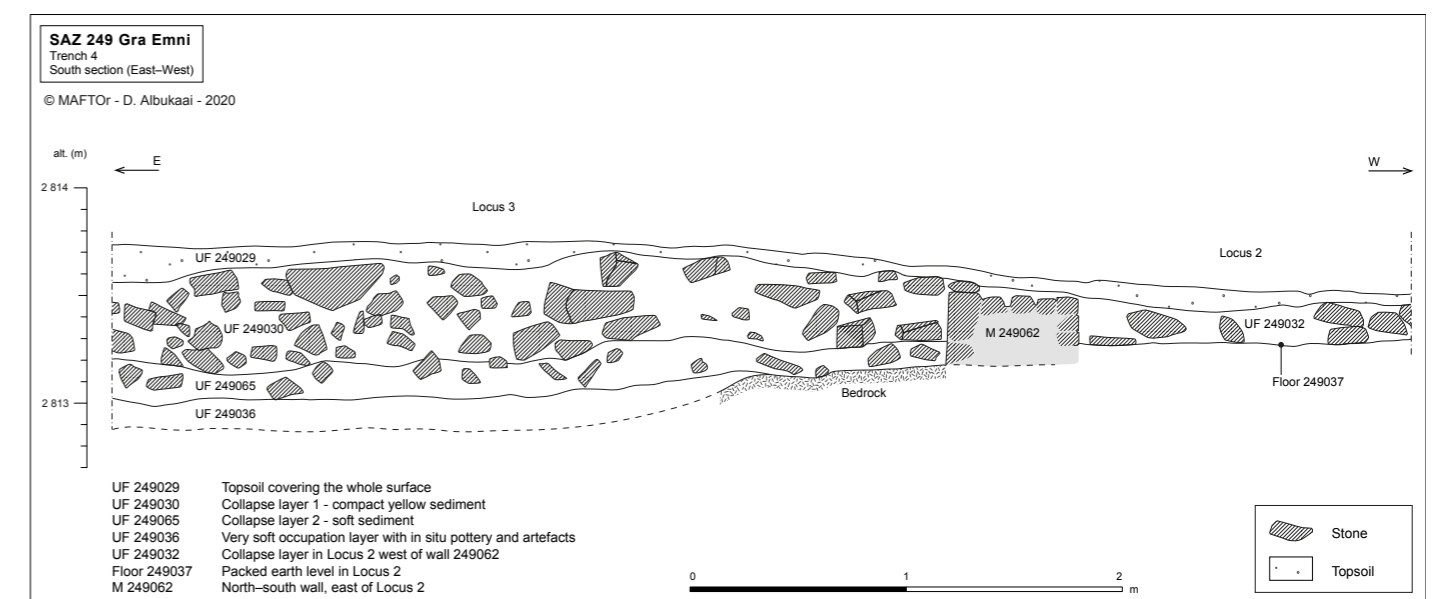 SAZ 249 Gra Emni
Trench 4
South section (East–West)
© MAFTOr - D. Albukaai - 2020
alt. (m)
E
W
2 814
Locus 3
Locus 2
UF 249029
UF 249030
UF 249032
M 249062
UF 249065
Floor 249037
Bedrock
2 813
UF 249036
UF 249029 Topsoil covering the whole surface
UF 249030 Collapse layer 1 - compact yellow sediment
UF 249065 Collapse layer 2 - soft sediment
UF 249036 Very soft occupation layer with in situ pottery and artefacts
UF 249032 Collapse layer in Locus 2 west of wall 249062
Floor 249037 Packed earth level in Locus 2
M 249062 North–south wall, east of Locus 2
0 1 2 m
Stone
Topsoil